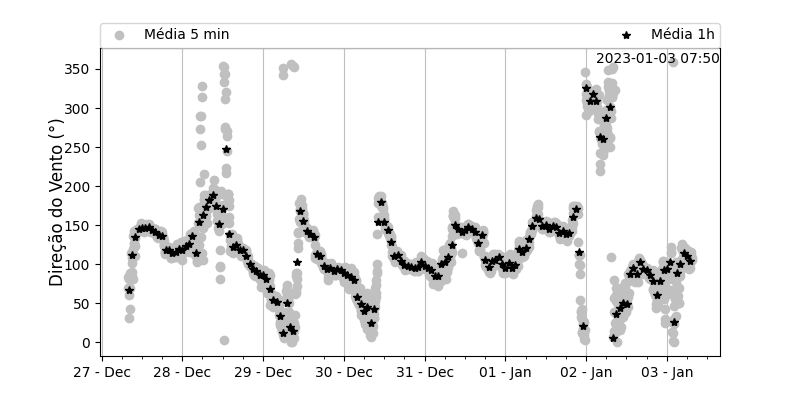 Média 5 min
Média 1h
2023-01-03 07:50
Direção do Vento (°)
350
300
250
200
150
100
50
0
27 - Dec
28 - Dec
29 - Dec
30 - Dec
31 - Dec
01 - Jan
02 - Jan
03 - Jan